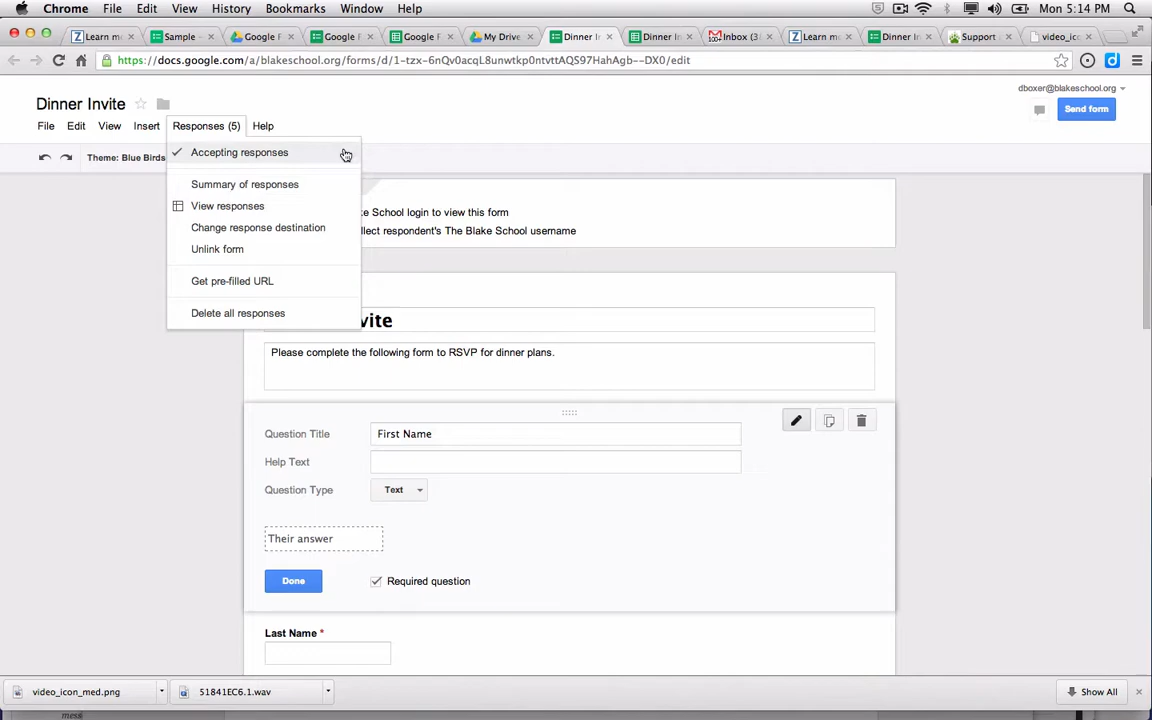 Chrome File Edit View History Bookmarks Window Help Mon 5:14 PM
Learn m Sample - Google F Google F Google F My Drive Dinner In Dinner In Inbox (3 Learn m Dinner In Support video_ic
https://docs.google.com/a/blakeschool.org/forms/d/1-tzx-6nQv0acqL8unwtkp0ntvttAQS97HahAgb--DX0/edit
dboxer@blakeschool.org
Dinner Invite
Send form
File Edit View Insert Responses (5) Help
Accepting responses
Theme: Blue Birds
Summary of responses
View responses
ke School login to view this form
Change response destination
llect respondent's The Blake School username
Unlink form
Get pre-filled URL
Delete all responses
vite
Please complete the following form to RSVP for dinner plans.
Question Title First Name
Help Text
Question Type Text
Their answer
Done Required question
Last Name *
video_icon_med.png 51841EC6.1.wav Show All
mess